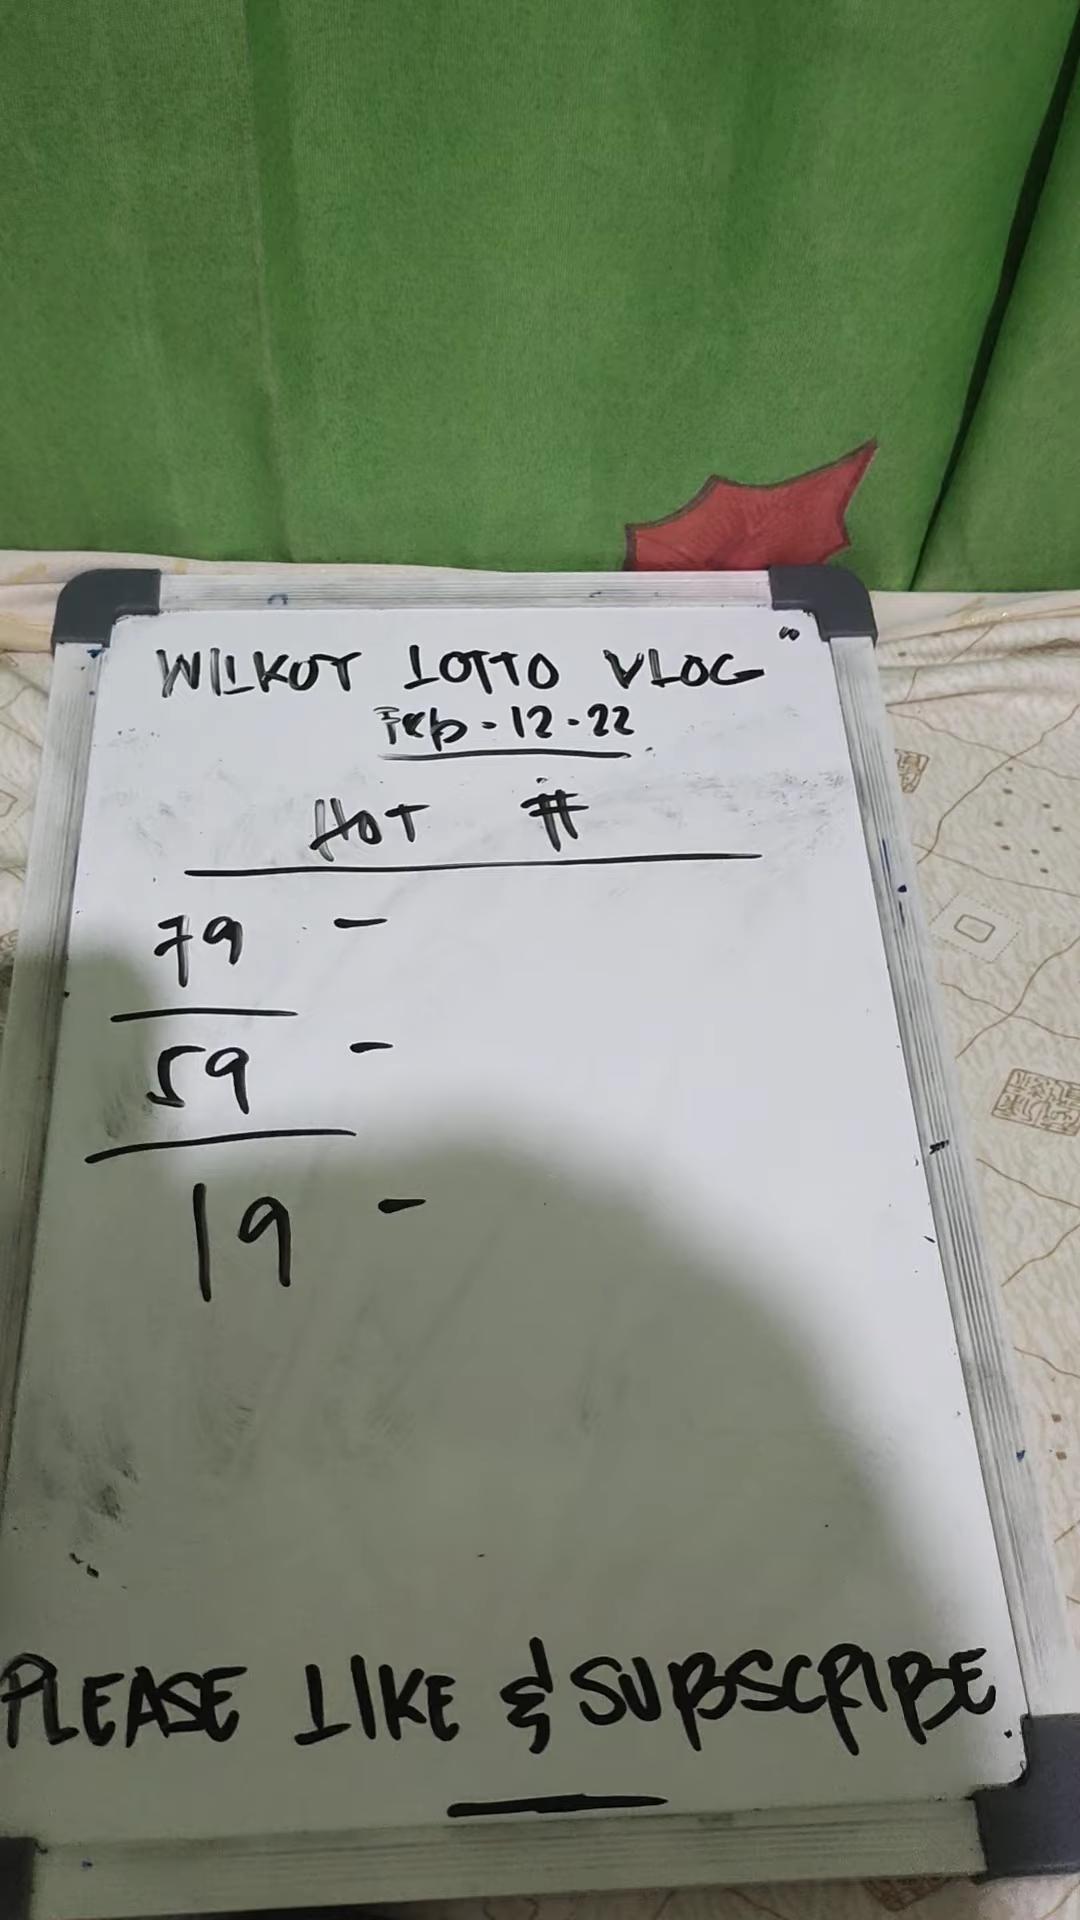 WILKOT LOTTO VLOG
Feb - 12 - 22
HOT #
79 -
59 -
19 -
PLEASE LIKE & SUBSCRIBE